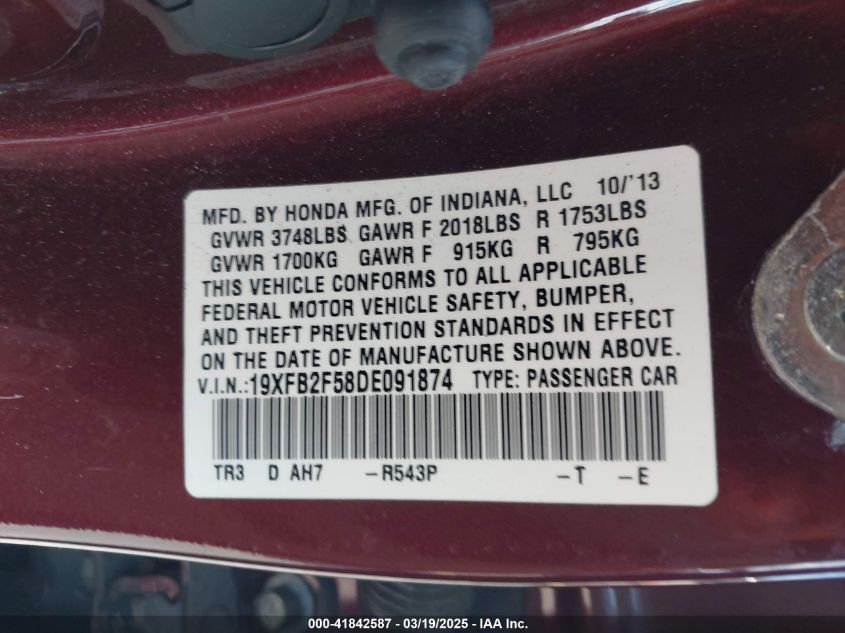 MFD. BY HONDA MFG. OF INDIANA, LLC 10/'13
GVWR 3748LBS GAWR F 2018LBS R 1753LBS
GVWR 1700KG GAWR F 915KG R 795KG
THIS VEHICLE CONFORMS TO ALL APPLICABLE
FEDERAL MOTOR VEHICLE SAFETY, BUMPER,
AND THEFT PREVENTION STANDARDS IN EFFECT
ON THE DATE OF MANUFACTURE SHOWN ABOVE.
V.I.N.:19XFB2F58DE091874 TYPE: PASSENGER CAR
TR3 D AH7 -R543P -T -E
000-41842587 - 03/19/2025 - IAA Inc.